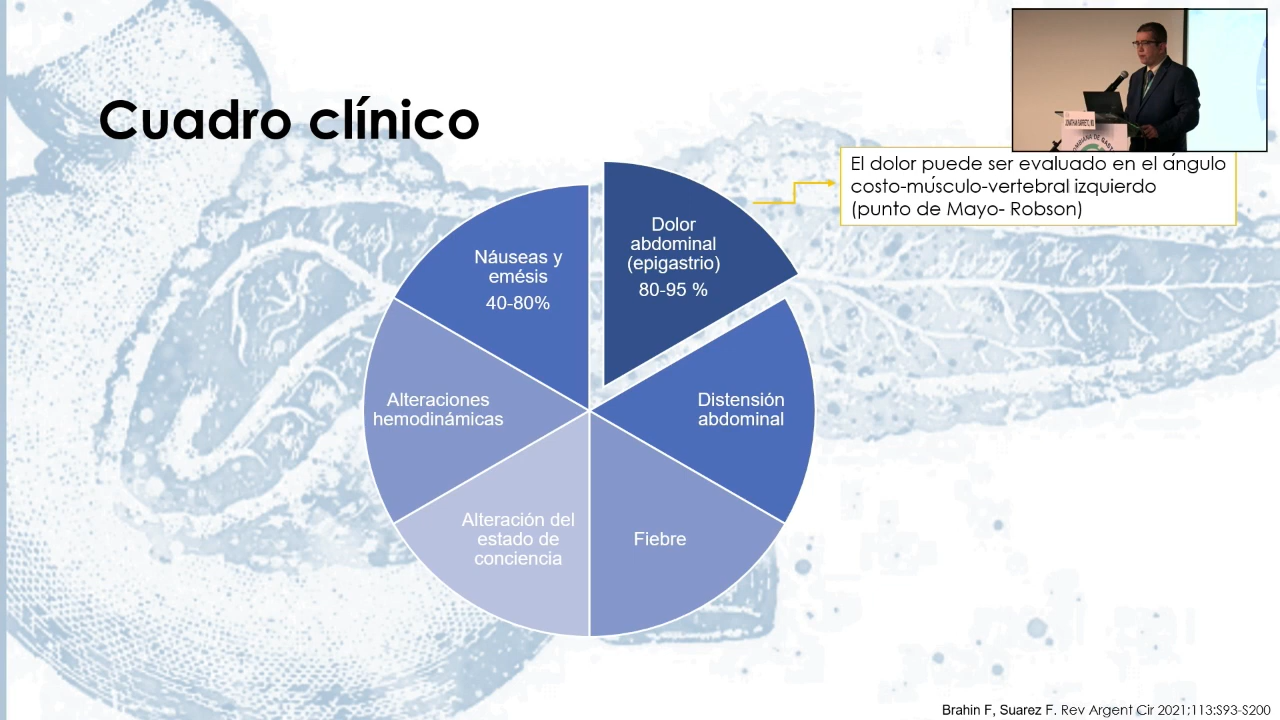 Cuadro clínico
El dolor puede ser evaluado en el ángulo
costo-músculo-vertebral izquierdo
(punto de Mayo- Robson)
Dolor
abdominal
(epigastrio)
80-95 %
Náuseas y
emésis
40-80%
Alteraciones
hemodinámicas
Distensión
abdominal
Alteración del
estado de
conciencia
Fiebre
Brahin F, Suarez F. Rev Argent Cir 2021;113:S93-S200